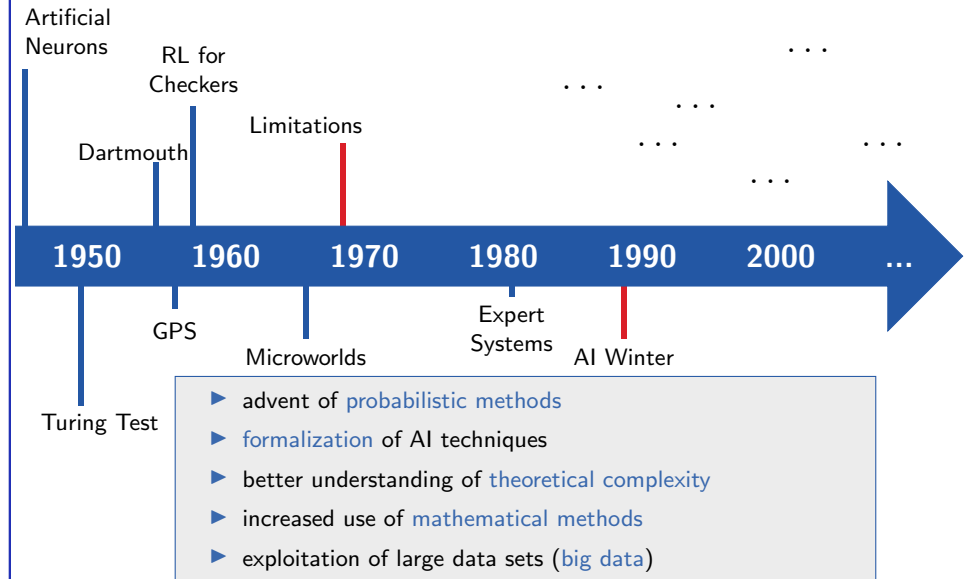 Artificial
Neurons
RL for
Checkers
Dartmouth
Limitations
. . .
. . .
. . .
. . .
. . .
. . .
1950 1960 1970 1980 1990 2000 ...
GPS
Microworlds
Expert
Systems
AI Winter
Turing Test
▶ advent of probabilistic methods
▶ formalization of AI techniques
▶ better understanding of theoretical complexity
▶ increased use of mathematical methods
▶ exploitation of large data sets (big data)